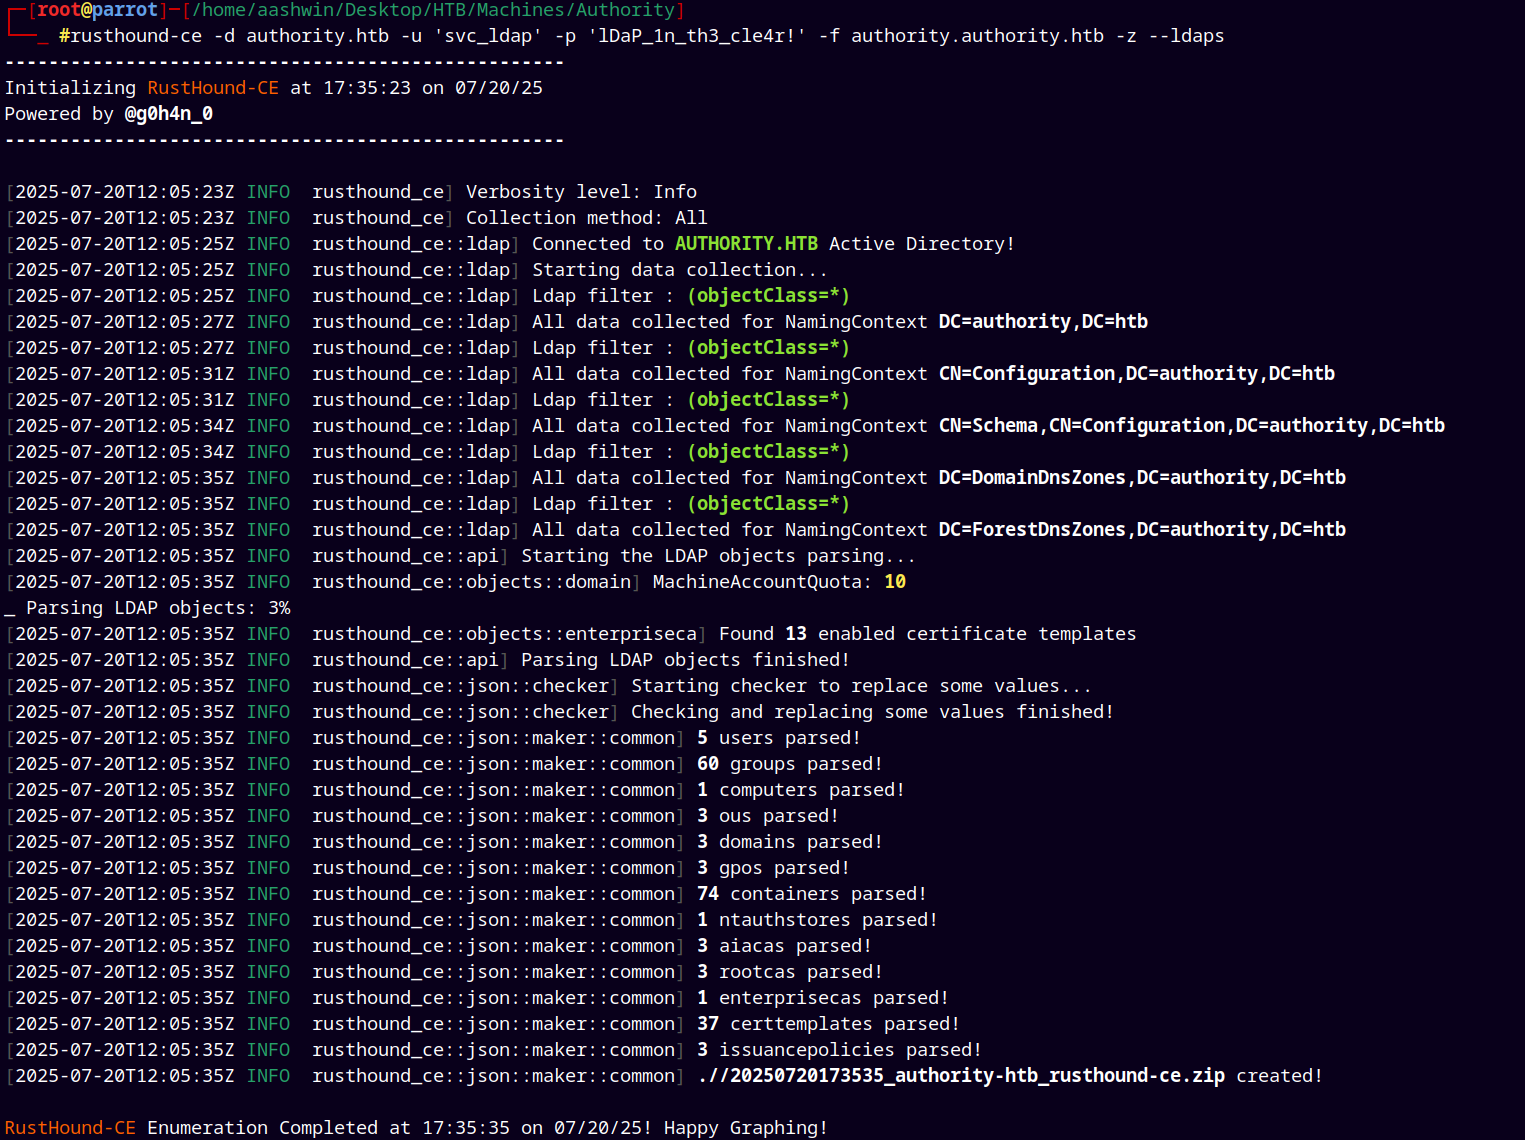 ┌─[root@parrot]─[/home/aashwin/Desktop/HTB/Machines/Authority]
└──_ #rusthound-ce -d authority.htb -u 'svc_ldap' -p 'lDaP_1n_th3_cle4r!' -f authority.authority.htb -z --ldaps
---------------------------------------------------
Initializing RustHound-CE at 17:35:23 on 07/20/25
Powered by @g0h4n_0
---------------------------------------------------
[2025-07-20T12:05:23Z INFO  rusthound_ce] Verbosity level: Info
[2025-07-20T12:05:23Z INFO  rusthound_ce] Collection method: All
[2025-07-20T12:05:25Z INFO  rusthound_ce::ldap] Connected to AUTHORITY.HTB Active Directory!
[2025-07-20T12:05:25Z INFO  rusthound_ce::ldap] Starting data collection...
[2025-07-20T12:05:25Z INFO  rusthound_ce::ldap] Ldap filter : (objectClass=*)
[2025-07-20T12:05:27Z INFO  rusthound_ce::ldap] All data collected for NamingContext DC=authority,DC=htb
[2025-07-20T12:05:27Z INFO  rusthound_ce::ldap] Ldap filter : (objectClass=*)
[2025-07-20T12:05:31Z INFO  rusthound_ce::ldap] All data collected for NamingContext CN=Configuration,DC=authority,DC=htb
[2025-07-20T12:05:31Z INFO  rusthound_ce::ldap] Ldap filter : (objectClass=*)
[2025-07-20T12:05:34Z INFO  rusthound_ce::ldap] All data collected for NamingContext CN=Schema,CN=Configuration,DC=authority,DC=htb
[2025-07-20T12:05:34Z INFO  rusthound_ce::ldap] Ldap filter : (objectClass=*)
[2025-07-20T12:05:35Z INFO  rusthound_ce::ldap] All data collected for NamingContext DC=DomainDnsZones,DC=authority,DC=htb
[2025-07-20T12:05:35Z INFO  rusthound_ce::ldap] Ldap filter : (objectClass=*)
[2025-07-20T12:05:35Z INFO  rusthound_ce::ldap] All data collected for NamingContext DC=ForestDnsZones,DC=authority,DC=htb
[2025-07-20T12:05:35Z INFO  rusthound_ce::api] Starting the LDAP objects parsing...
[2025-07-20T12:05:35Z INFO  rusthound_ce::objects::domain] MachineAccountQuota: 10
_ Parsing LDAP objects: 3%
[2025-07-20T12:05:35Z INFO  rusthound_ce::objects::enterpriseca] Found 13 enabled certificate templates
[2025-07-20T12:05:35Z INFO  rusthound_ce::api] Parsing LDAP objects finished!
[2025-07-20T12:05:35Z INFO  rusthound_ce::json::checker] Starting checker to replace some values...
[2025-07-20T12:05:35Z INFO  rusthound_ce::json::checker] Checking and replacing some values finished!
[2025-07-20T12:05:35Z INFO  rusthound_ce::json::maker::common] 5 users parsed!
[2025-07-20T12:05:35Z INFO  rusthound_ce::json::maker::common] 60 groups parsed!
[2025-07-20T12:05:35Z INFO  rusthound_ce::json::maker::common] 1 computers parsed!
[2025-07-20T12:05:35Z INFO  rusthound_ce::json::maker::common] 3 ous parsed!
[2025-07-20T12:05:35Z INFO  rusthound_ce::json::maker::common] 3 domains parsed!
[2025-07-20T12:05:35Z INFO  rusthound_ce::json::maker::common] 3 gpos parsed!
[2025-07-20T12:05:35Z INFO  rusthound_ce::json::maker::common] 74 containers parsed!
[2025-07-20T12:05:35Z INFO  rusthound_ce::json::maker::common] 1 ntauthstores parsed!
[2025-07-20T12:05:35Z INFO  rusthound_ce::json::maker::common] 3 aiacas parsed!
[2025-07-20T12:05:35Z INFO  rusthound_ce::json::maker::common] 3 rootcas parsed!
[2025-07-20T12:05:35Z INFO  rusthound_ce::json::maker::common] 1 enterprisecas parsed!
[2025-07-20T12:05:35Z INFO  rusthound_ce::json::maker::common] 37 certtemplates parsed!
[2025-07-20T12:05:35Z INFO  rusthound_ce::json::maker::common] 3 issuancepolicies parsed!
[2025-07-20T12:05:35Z INFO  rusthound_ce::json::maker::common] .//20250720173535_authority-htb_rusthound-ce.zip created!
RustHound-CE Enumeration Completed at 17:35:35 on 07/20/25! Happy Graphing!